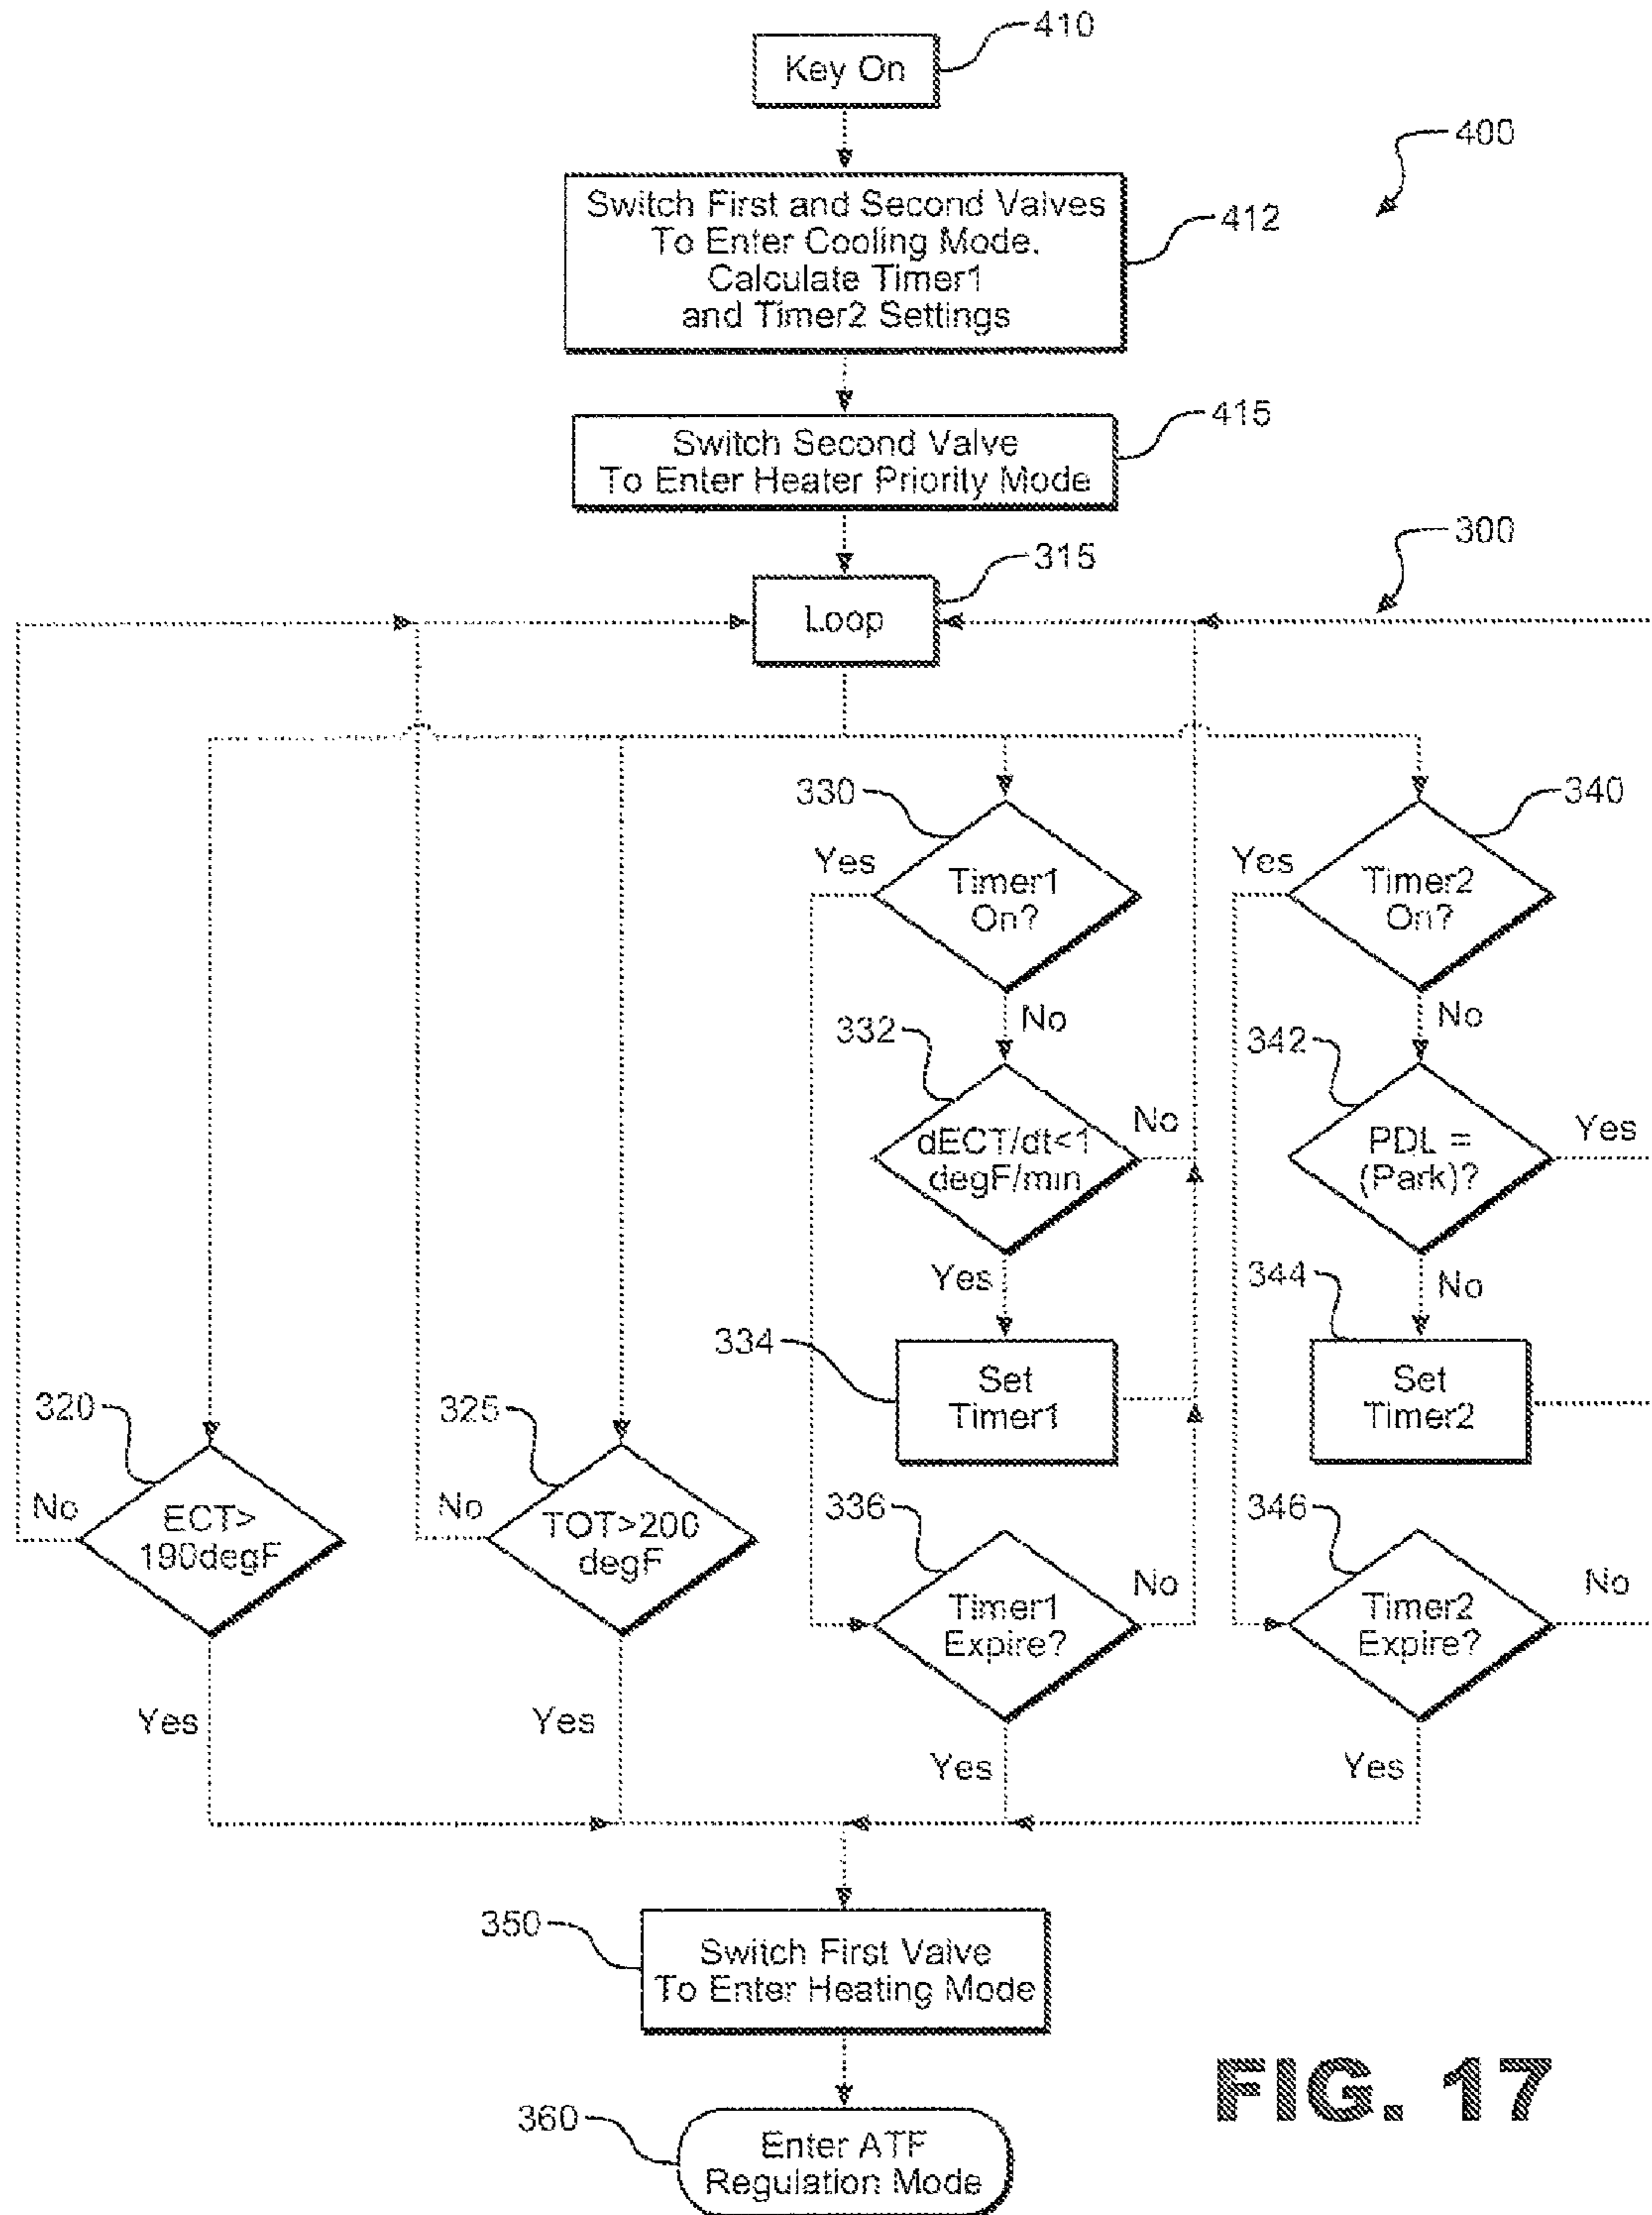 410
Key On
400
Switch First and Second Valves
To Enter Cooling Mode.
Calculate Timer1
and Timer2 Settings
412
415
Switch Second Valve
To Enter Heater Priority Mode
300
315
Loop
330
340
Yes
Timer1
On?
Yes
Timer2
On?
No
No
332
342
dECT/dt<1
degF/min
No
PDL =
(Park)?
Yes
Yes
344
No
334
Set
Timer1
Set
Timer2
320
325
No
ECT>
190degF
No
TOT>200
degF
336
346
Timer1
Expire?
No
Timer2
Expire?
No
Yes
Yes
Yes
Yes
350
Switch First Valve
To Enter Heating Mode
360
Enter ATF
Regulation Mode
FIG. 17